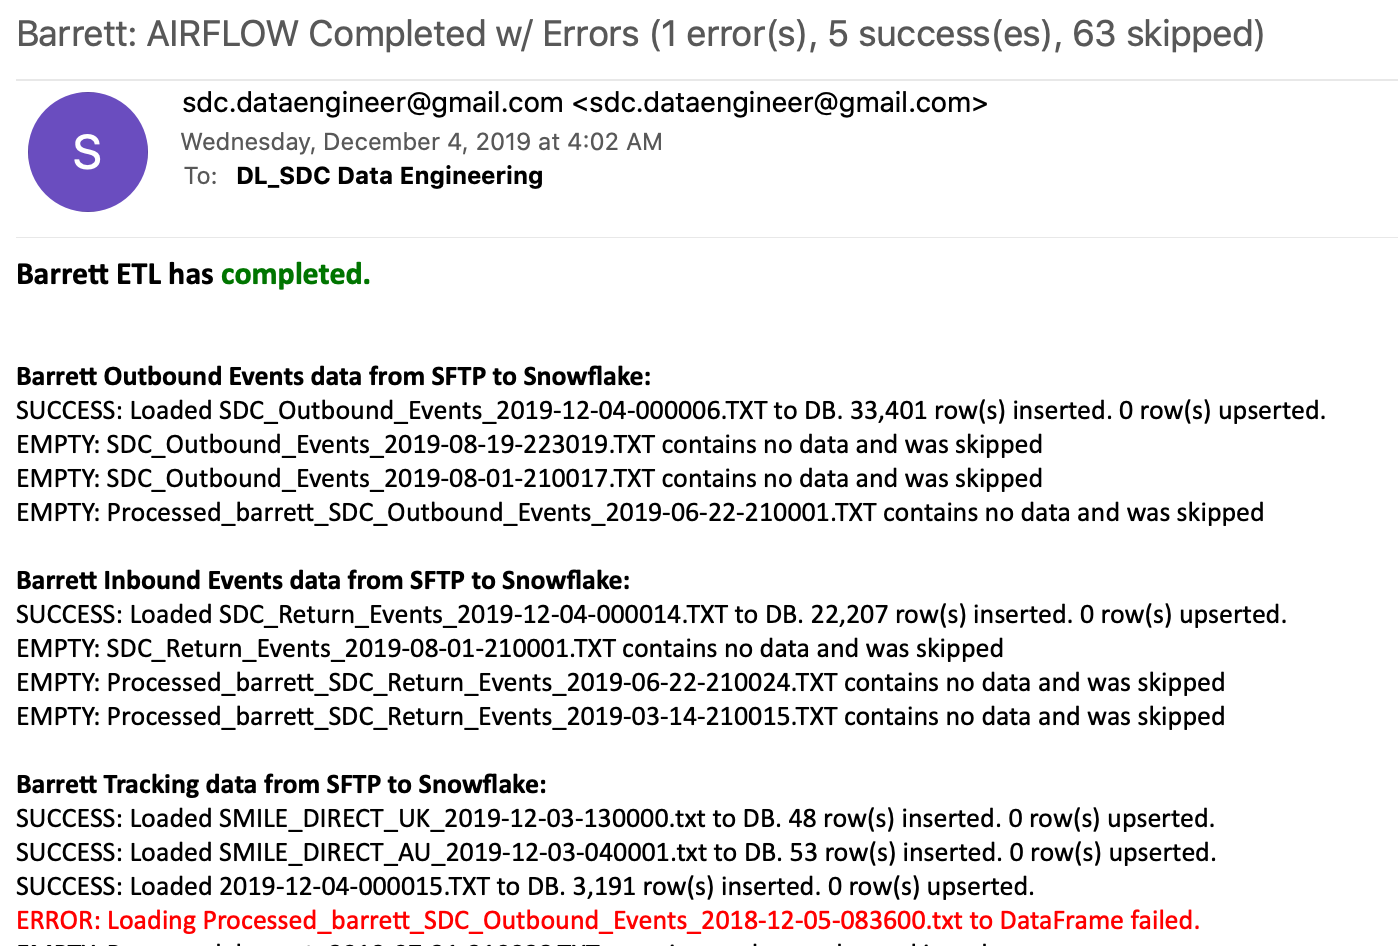 Barrett: AIRFLOW Completed w/ Errors (1 error(s), 5 success(es), 63 skipped)
S
sdc.dataengineer@gmail.com <sdc.dataengineer@gmail.com>
Wednesday, December 4, 2019 at 4:02 AM
To: DL_SDC Data Engineering
Barrett ETL has completed.
Barrett Outbound Events data from SFTP to Snowflake:
SUCCESS: Loaded SDC_Outbound_Events_2019-12-04-000006.TXT to DB. 33,401 row(s) inserted. 0 row(s) upserted.
EMPTY: SDC_Outbound_Events_2019-08-19-223019.TXT contains no data and was skipped
EMPTY: SDC_Outbound_Events_2019-08-01-210017.TXT contains no data and was skipped
EMPTY: Processed_barrett_SDC_Outbound_Events_2019-06-22-210001.TXT contains no data and was skipped
Barrett Inbound Events data from SFTP to Snowflake:
SUCCESS: Loaded SDC_Return_Events_2019-12-04-000014.TXT to DB. 22,207 row(s) inserted. 0 row(s) upserted.
EMPTY: SDC_Return_Events_2019-08-01-210001.TXT contains no data and was skipped
EMPTY: Processed_barrett_SDC_Return_Events_2019-06-22-210024.TXT contains no data and was skipped
EMPTY: Processed_barrett_SDC_Return_Events_2019-03-14-210015.TXT contains no data and was skipped
Barrett Tracking data from SFTP to Snowflake:
SUCCESS: Loaded SMILE_DIRECT_UK_2019-12-03-130000.txt to DB. 48 row(s) inserted. 0 row(s) upserted.
SUCCESS: Loaded SMILE_DIRECT_AU_2019-12-03-040001.txt to DB. 53 row(s) inserted. 0 row(s) upserted.
SUCCESS: Loaded 2019-12-04-000015.TXT to DB. 3,191 row(s) inserted. 0 row(s) upserted.
ERROR: Loading Processed_barrett_SDC_Outbound_Events_2018-12-05-083600.txt to DataFrame failed.